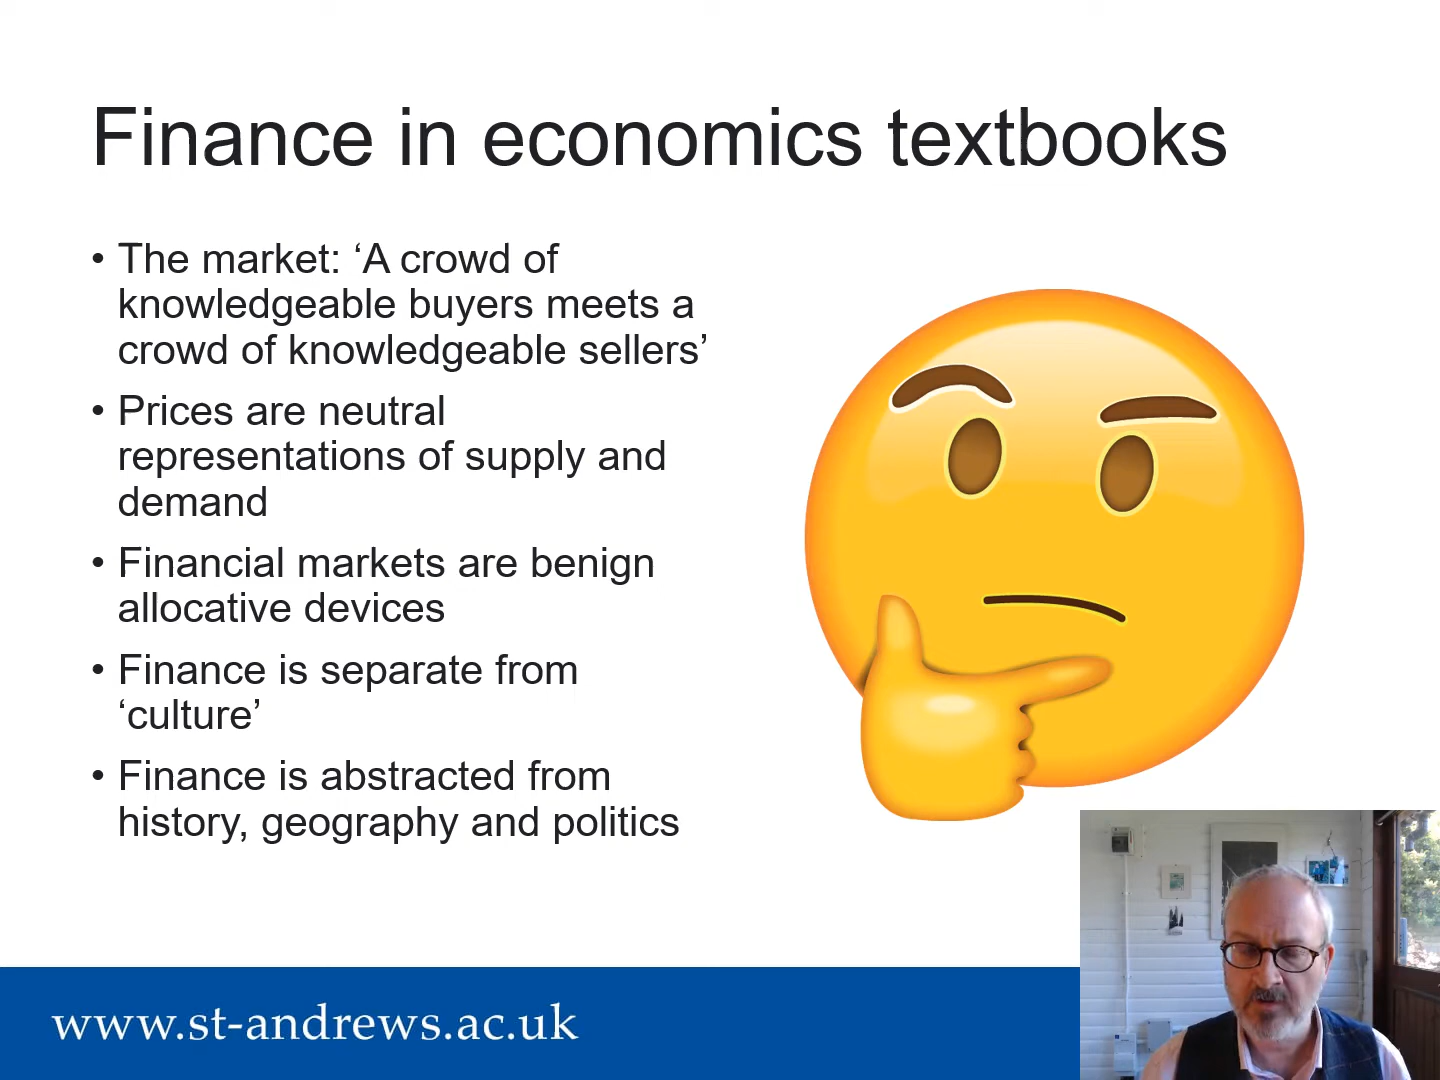 Finance in economics textbooks
• The market: ‘A crowd of
knowledgeable buyers meets a
crowd of knowledgeable sellers’
• Prices are neutral
representations of supply and
demand
• Financial markets are benign
allocative devices
• Finance is separate from
‘culture’
• Finance is abstracted from
history, geography and politics
www.st-andrews.ac.uk